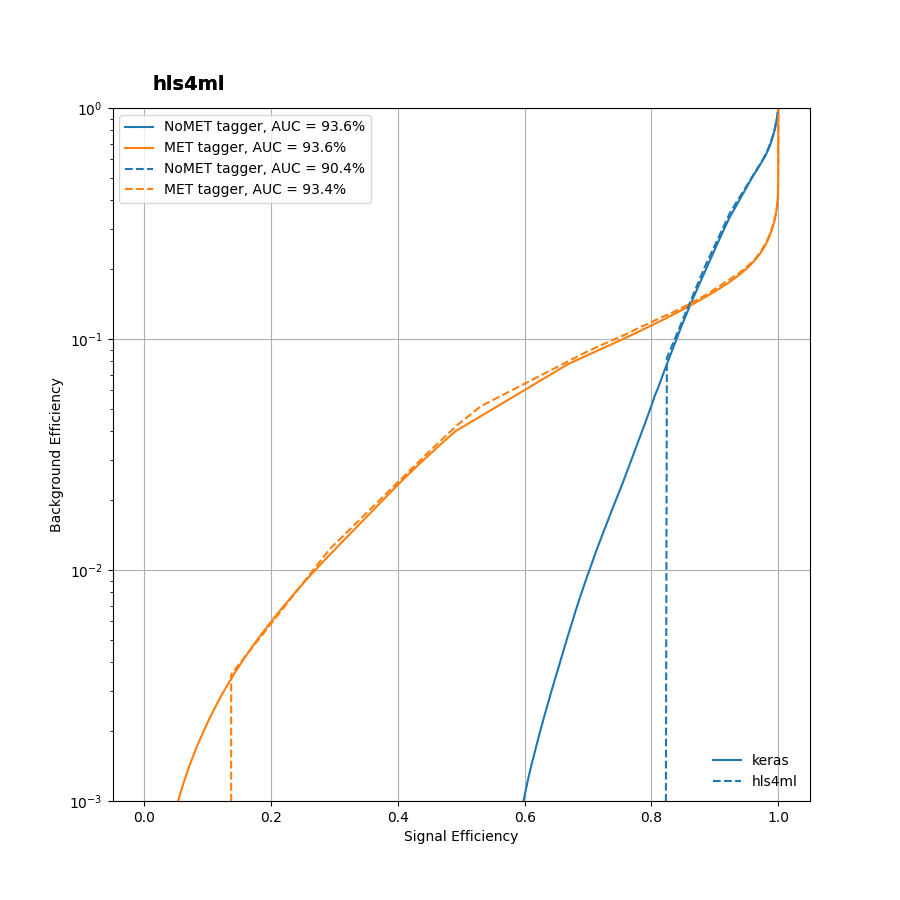 hls4ml
10⁰
NoMET tagger, AUC = 93.6%
MET tagger, AUC = 93.6%
NoMET tagger, AUC = 90.4%
MET tagger, AUC = 93.4%
10⁻¹
Background Efficiency
10⁻²
keras
hls4ml
10⁻³
0.0 0.2 0.4 0.6 0.8 1.0
Signal Efficiency